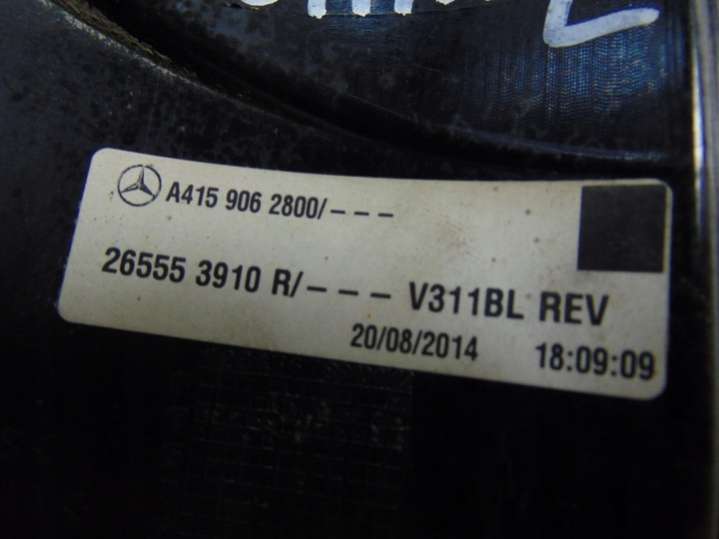 A415 906 2800/---
26555 3910 R/--- V311BL REV
20/08/2014 18:09:09